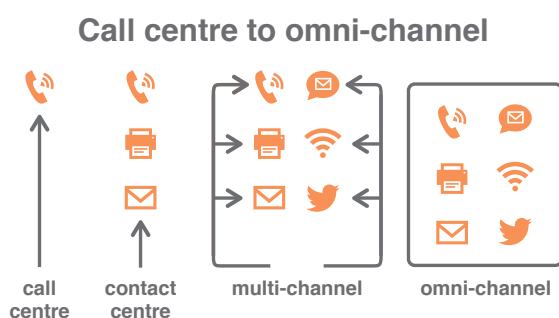 Call centre to omni-channel
call
centre
contact
centre
multi-channel
omni-channel